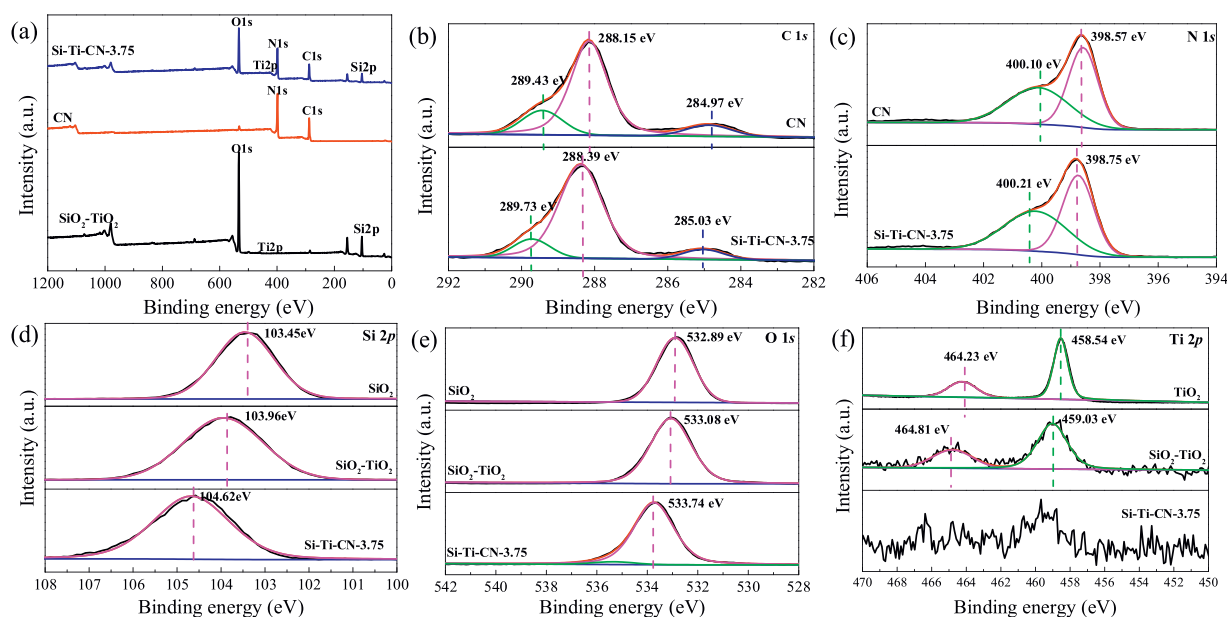 (a)
O1s
N1s
Si-Ti-CN-3.75
C1s
Ti2p
Si2p
N1s
CN
C1s
O1s
SiO2-TiO2
Si2p
Ti2p
Intensity (a.u.)
1200 1000 800 600 400 200 0
Binding energy (eV)
(b)
C 1s
288.15 eV
289.43 eV
284.97 eV
CN
288.39 eV
289.73 eV
285.03 eV
Si-Ti-CN-3.75
Intensity (a.u.)
292 290 288 286 284 282
Binding energy (eV)
(c)
N 1s
398.57 eV
400.10 eV
CN
398.75 eV
400.21 eV
Si-Ti-CN-3.75
Intensity (a.u.)
406 404 402 400 398 396 394
Binding energy (eV)
(d)
Si 2p
103.45eV
SiO2
103.96eV
SiO2-TiO2
104.62eV
Si-Ti-CN-3.75
Intensity (a.u.)
108 107 106 105 104 103 102 101 100
Binding energy (eV)
(e)
O 1s
532.89 eV
SiO2
533.08 eV
SiO2-TiO2
533.74 eV
Si-Ti-CN-3.75
Intensity (a.u.)
542 540 538 536 534 532 530 528
Binding energy (eV)
(f)
Ti 2p
458.54 eV
464.23 eV
TiO2
459.03 eV
464.81 eV
SiO2-TiO2
Si-Ti-CN-3.75
Intensity (a.u.)
470 468 466 464 462 460 458 456 454 452 450
Binding energy (eV)